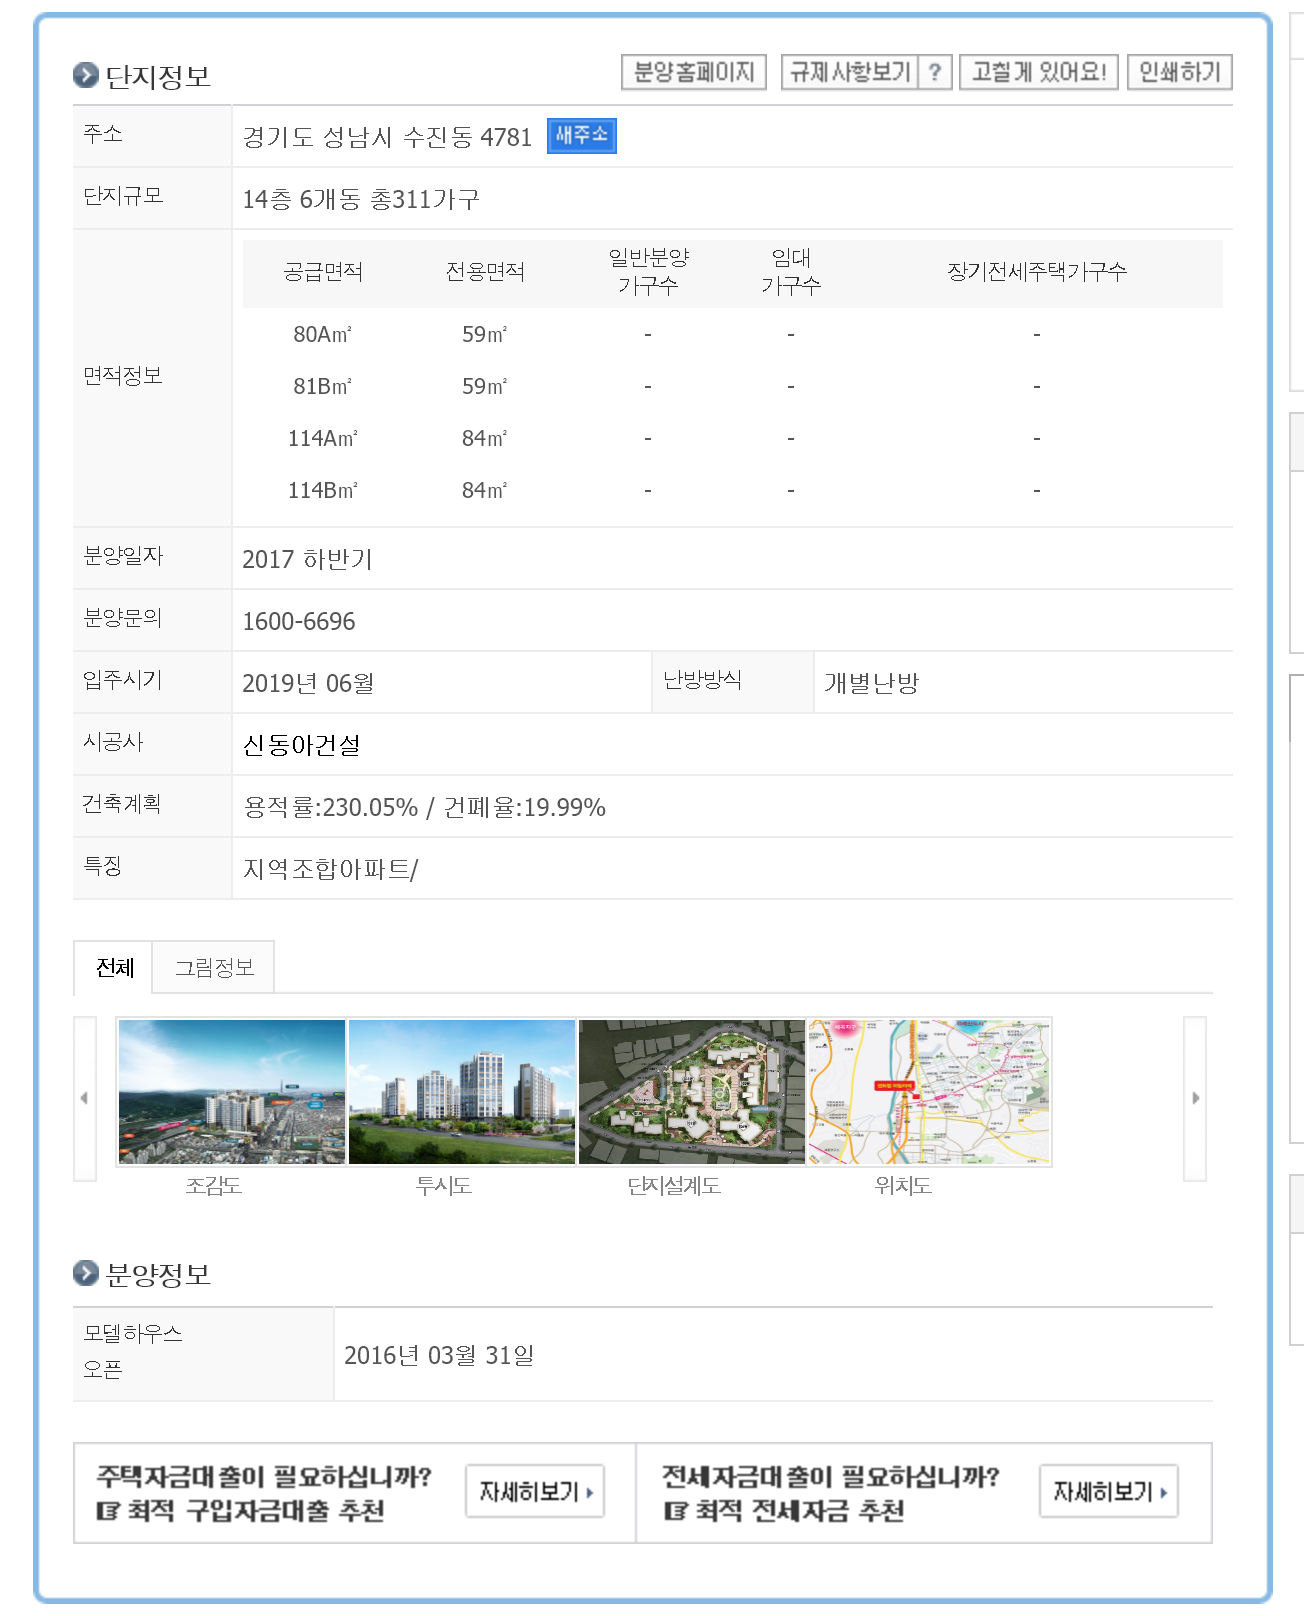 단지정보
분양홈페이지 규제사항보기 ? 고칠게 있어요! 인쇄하기
주소 경기도 성남시 수진동 4781 새주소
단지규모 14층 6개동 총311가구
면적정보
공급면적 전용면적 일반분양 가구수 임대 가구수 장기전세주택가구수
80A㎡ 59㎡ - - -
81B㎡ 59㎡ - - -
114A㎡ 84㎡ - - -
114B㎡ 84㎡ - - -
분양일자 2017 하반기
분양문의 1600-6696
입주시기 2019년 06월 난방방식 개별난방
시공사 신동아건설
건축계획 용적률:230.05% / 건폐율:19.99%
특징 지역조합아파트/
전체 그림정보
조감도 투시도 단지설계도 위치도
분양정보
모델하우스
오픈
2016년 03월 31일
주택자금대출이 필요하십니까?
☞ 최적 구입자금대출 추천
자세히보기
전세자금대출이 필요하십니까?
☞ 최적 전세자금 추천
자세히보기